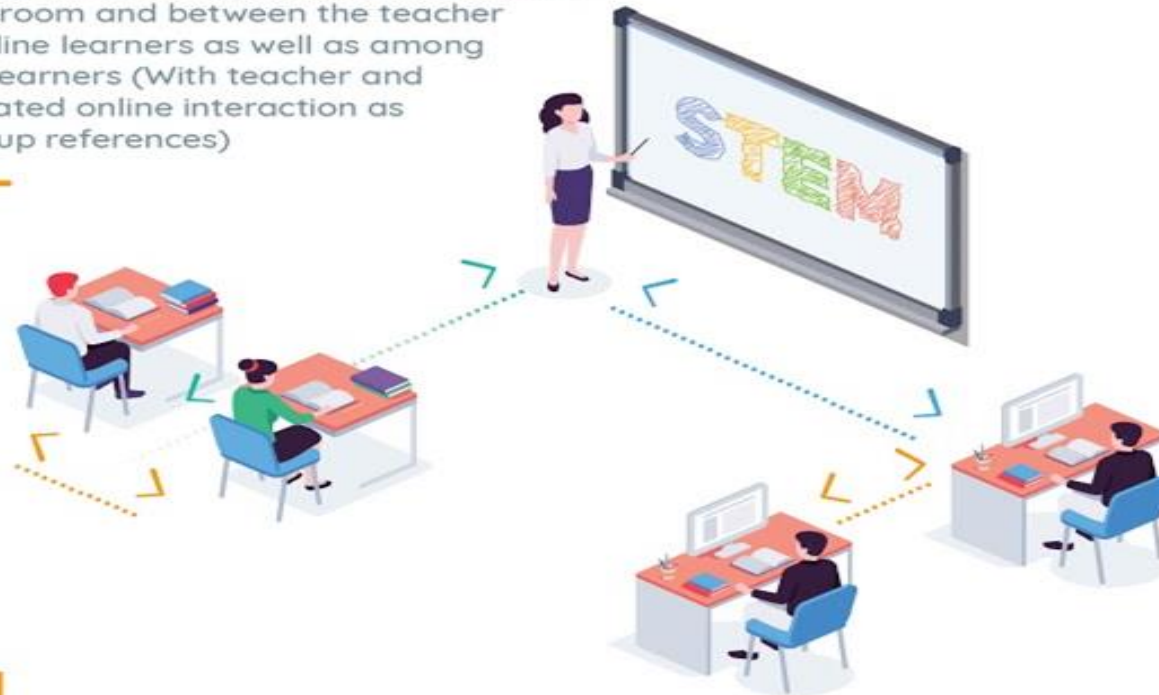 room and between the teacher
line learners as well as among
earners (With teacher and
ated online interaction as
up references)
STEM